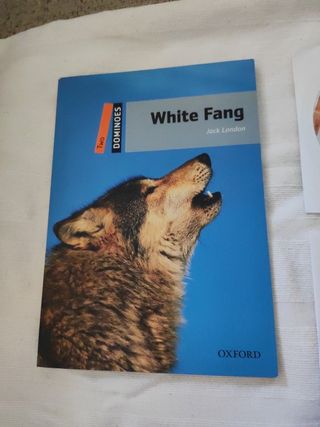 Two
DOMINOES
White Fang
Jack London
OXFORD